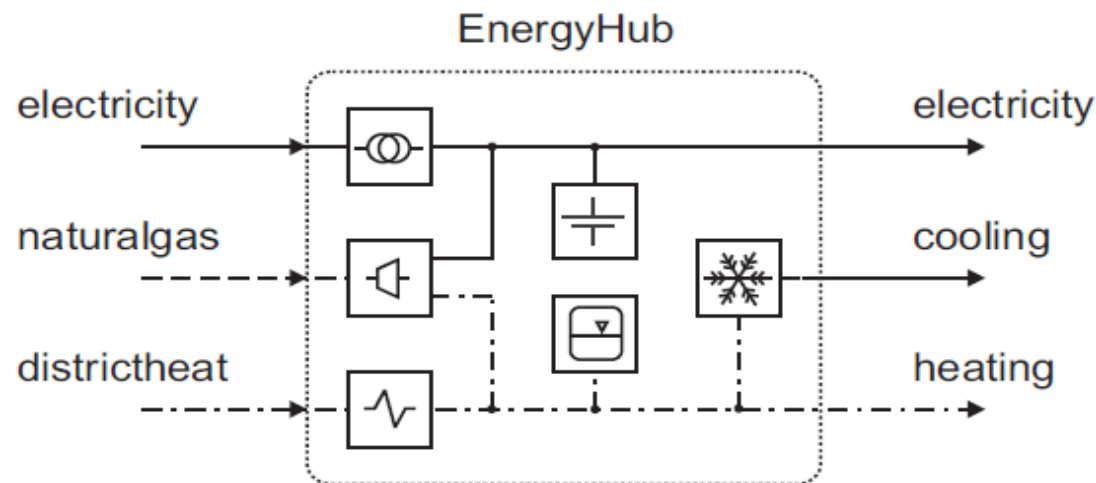 EnergyHub
electricity
electricity
naturalgas
cooling
districtheat
heating